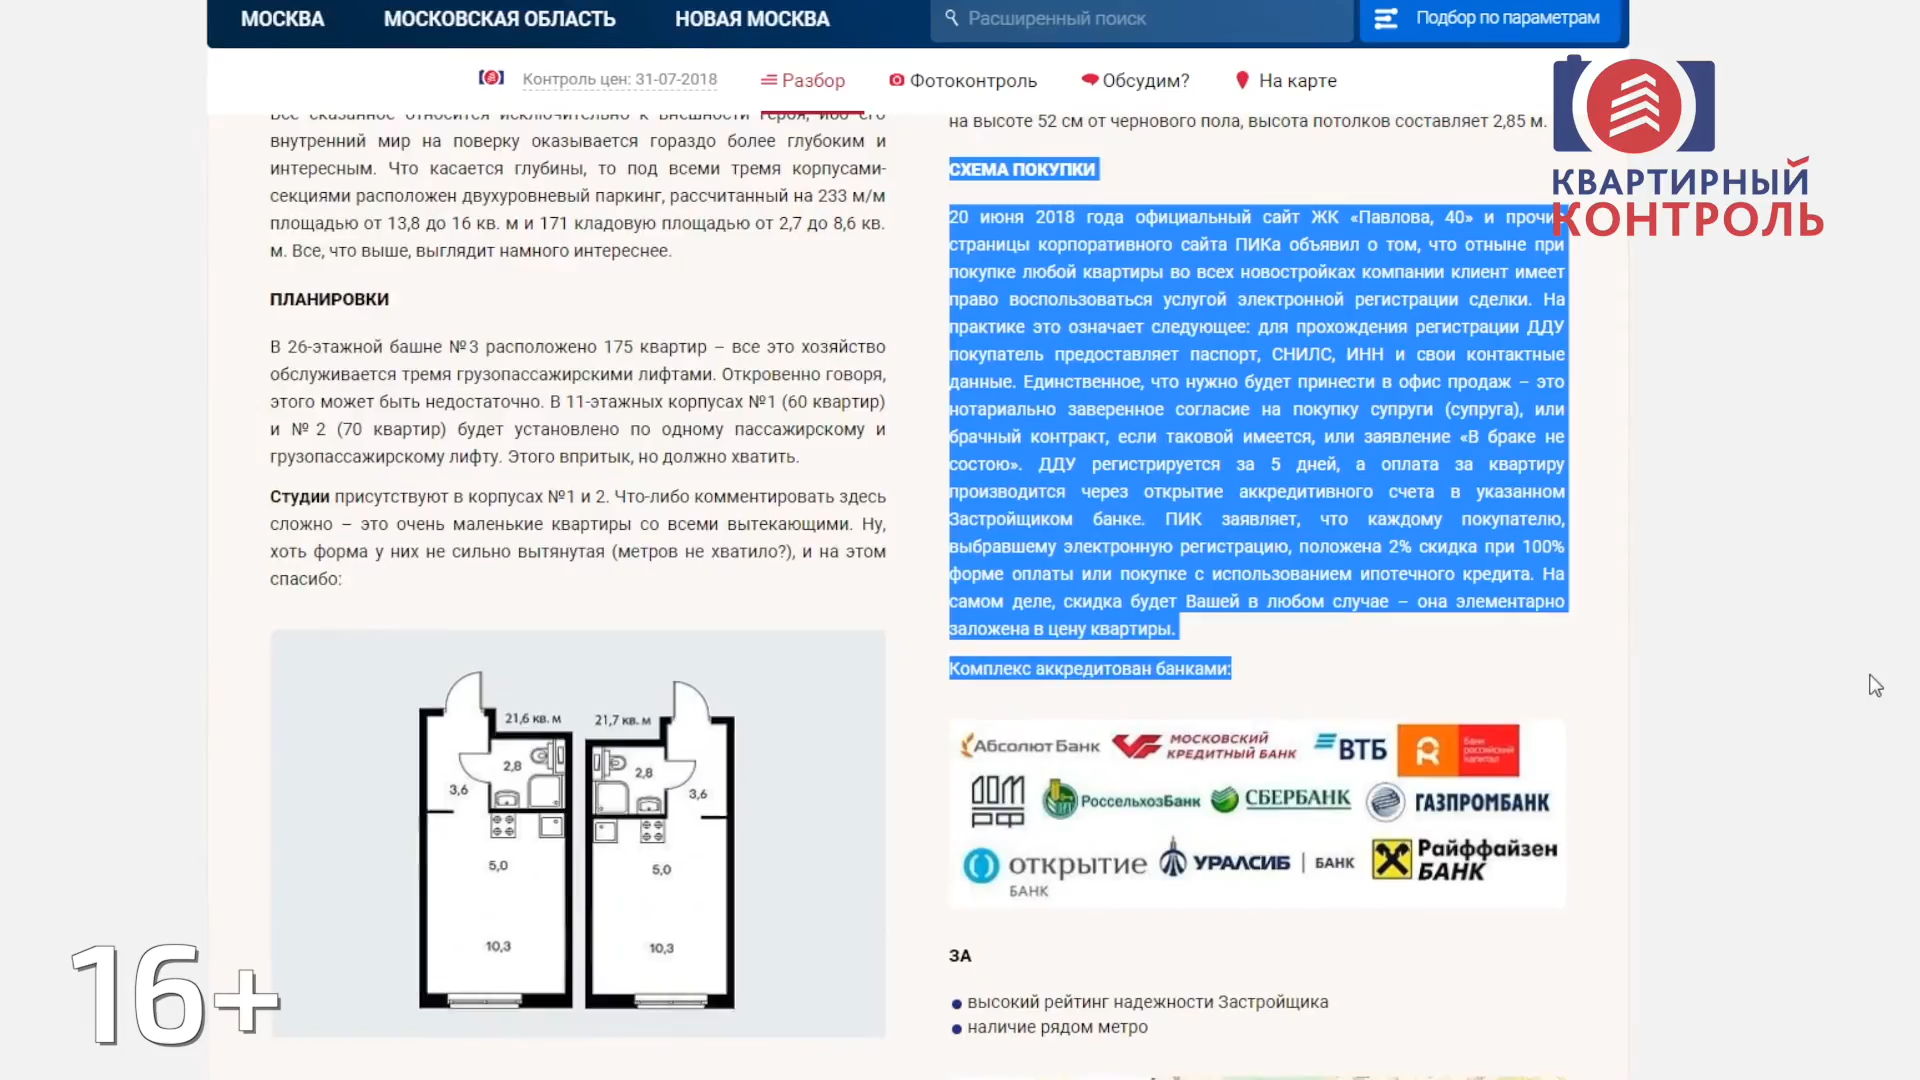 МОСКВА
МОСКОВСКАЯ ОБЛАСТЬ
НОВАЯ МОСКВА
Расширенный поиск
Подбор по параметрам
Контроль цен: 31-07-2018
Разбор
Фотоконтроль
Обсудим?
На карте
КВАРТИРНЫЙ
КОНТРОЛЬ
Все сказанное относится исключительно к внешности героя, ибо его
внутренний мир на поверку оказывается гораздо более глубоким и
интересным. Что касается глубины, то под всеми тремя корпусами-
секциями расположен двухуровневый паркинг, рассчитанный на 233 м/м
площадью от 13,8 до 16 кв. м и 171 кладовую площадью от 2,7 до 8,6 кв.
м. Все, что выше, выглядит намного интереснее.
ПЛАНИРОВКИ
В 26-этажной башне №3 расположено 175 квартир – все это хозяйство
обслуживается тремя грузопассажирскими лифтами. Откровенно говоря,
этого может быть недостаточно. В 11-этажных корпусах №1 (60 квартир)
и №2 (70 квартир) будет установлено по одному пассажирскому и
грузопассажирскому лифту. Этого впритык, но должно хватить.
Студии присутствуют в корпусах №1 и 2. Что-либо комментировать здесь
сложно – это очень маленькие квартиры со всеми вытекающими. Ну,
хоть форма у них не сильно вытянутая (метров не хватило?), и на этом
спасибо:
21,6 кв. м
21,7 кв. м
2,8
2,8
3,6
3,6
5,0
5,0
10,3
10,3
16+
на высоте 52 см от чернового пола, высота потолков составляет 2,85 м.
СХЕМА ПОКУПКИ
20 июня 2018 года официальный сайт ЖК «Павлова, 40» и прочи
страницы корпоративного сайта ПИКа объявил о том, что отныне при
покупке любой квартиры во всех новостройках компании клиент имеет
право воспользоваться услугой электронной регистрации сделки. На
практике это означает следующее: для прохождения регистрации ДДУ
покупатель предоставляет паспорт, СНИЛС, ИНН и свои контактные
данные. Единственное, что нужно будет принести в офис продаж – это
нотариально заверенное согласие на покупку супруги (супруга), или
брачный контракт, если таковой имеется, или заявление «В браке не
состою». ДДУ регистрируется за 5 дней, а оплата за квартиру
производится через открытие аккредитивного счета в указанном
Застройщиком банке. ПИК заявляет, что каждому покупателю,
выбравшему электронную регистрацию, положена 2% скидка при 100%
форме оплаты или покупке с использованием ипотечного кредита. На
самом деле, скидка будет Вашей в любом случае – она элементарно
заложена в цену квартиры.
Комплекс аккредитован банками:
Абсолют Банк
МОСКОВСКИЙ
КРЕДИТНЫЙ БАНК
ВТБ
банк
российский
капитал
ДОМ
РФ
РоссельхозБанк
СБЕРБАНК
ГАЗПРОМБАНК
открытие
БАНК
УРАЛСИБ | БАНК
Райффайзен
БАНК
ЗА
высокий рейтинг надежности Застройщика
наличие рядом метро